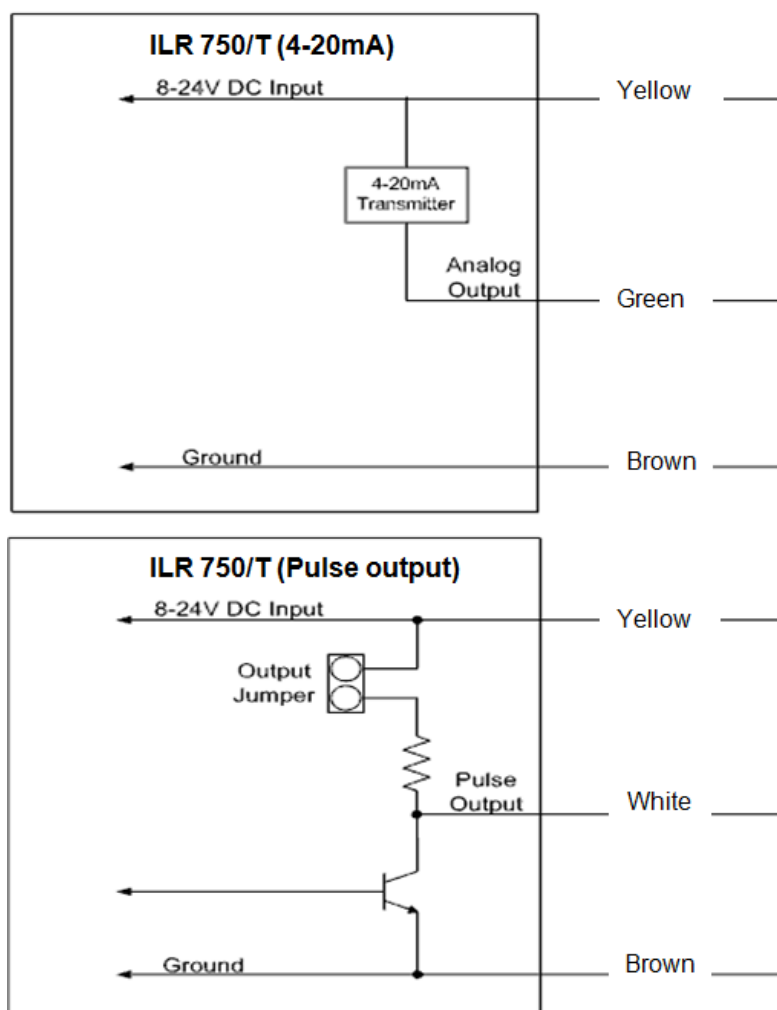 ILR 750/T (4-20mA)
8-24V DC Input
Yellow
4-20mA
Transmitter
Analog
Output
Green
Ground
Brown
ILR 750/T (Pulse output)
8-24V DC Input
Yellow
Output
Jumper
Pulse
Output
White
Ground
Brown